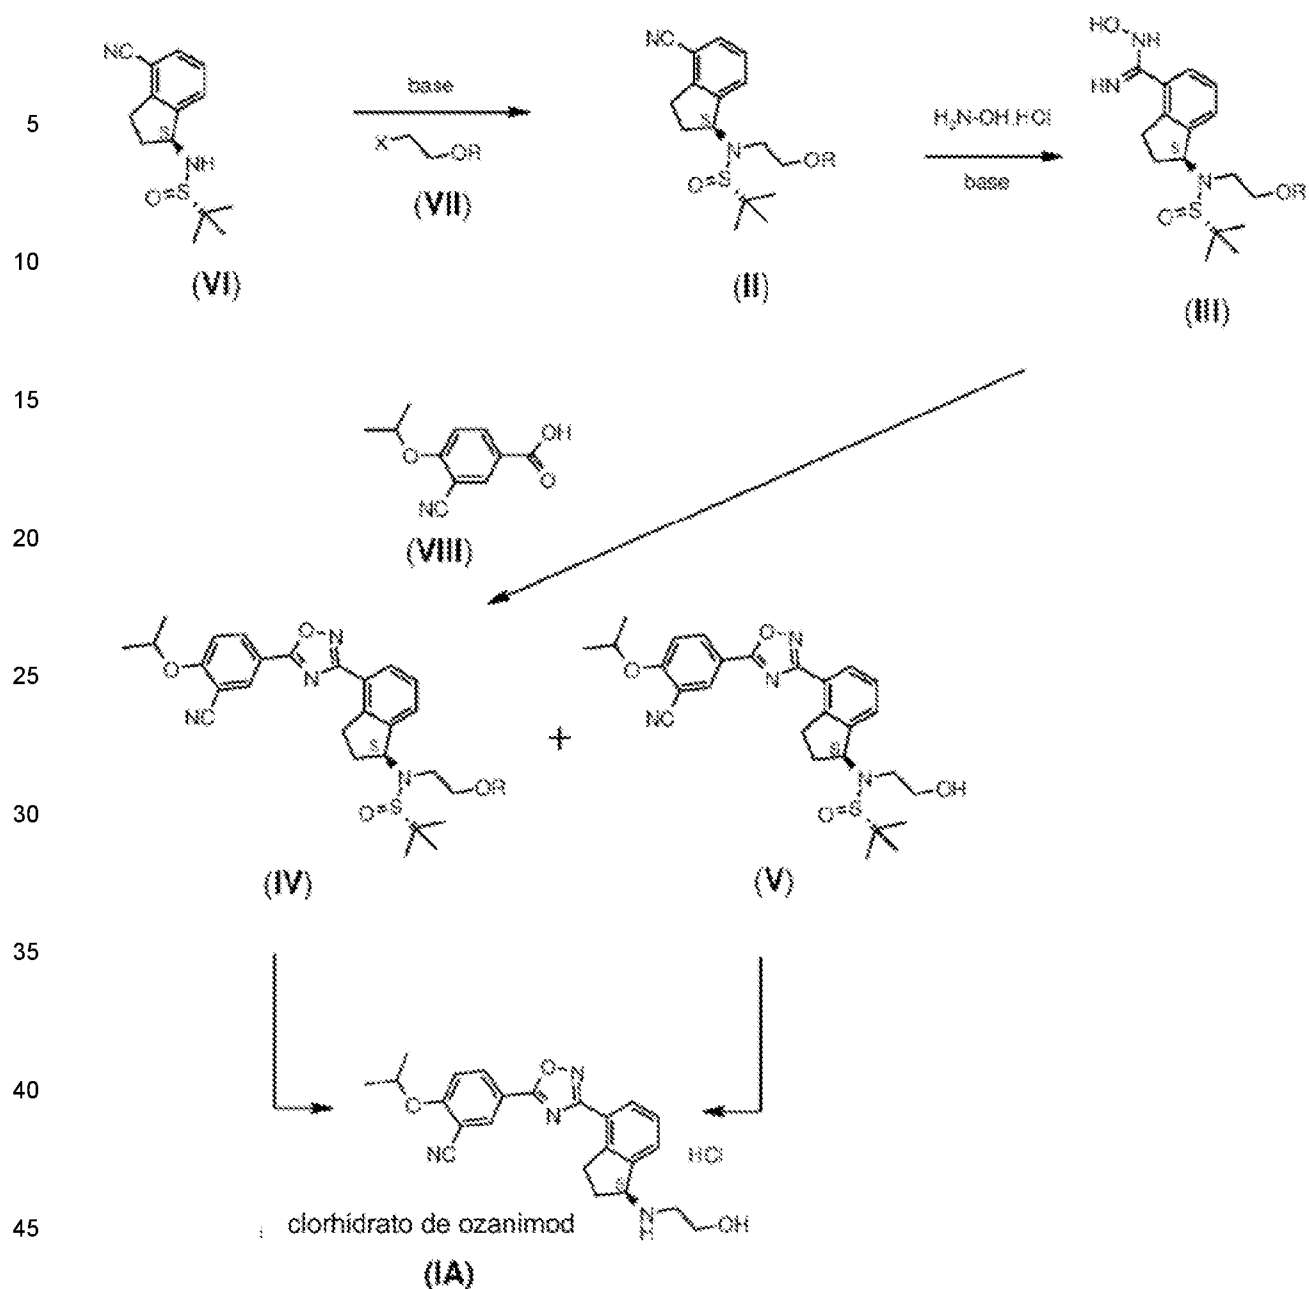 NC
base
NC
HO
NH
HN
5
S
NH
X
OR
S
N
OR
H₂N-OH.HCl
base
S
N
OR
O=S
(VII)
O=S
O=S
10
(VI)
(II)
(III)
15
OH
O
O
NC
20
(VIII)
O
N
N
O
N
N
25
O
O
NC
NC
S
+
N
OR
N
OH
30
O=S
O=S
(IV)
(V)
35
40
O
N
N
O
NC
HCl
S
45
clorhidrato de ozanimod
N
H
OH
(IA)